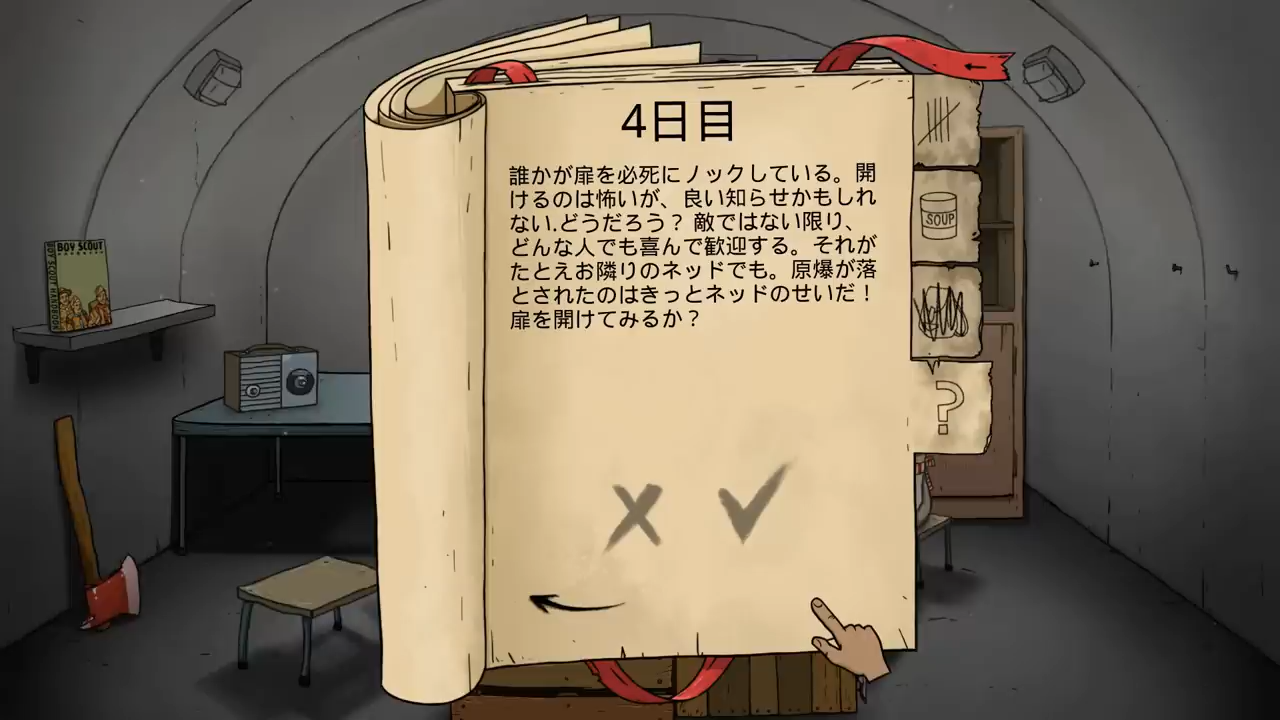 4日目
誰かが扉を必死にノックしている。開
けるのは怖いが、良い知らせかもしれ
ない.どうだろう？ 敵ではない限り、
どんな人でも喜んで歓迎する。それが
たとえお隣りのネッドでも。原爆が落
とされたのはきっとネッドのせいだ！
扉を開けてみるか？
SOUP
?
BOY SCOUT